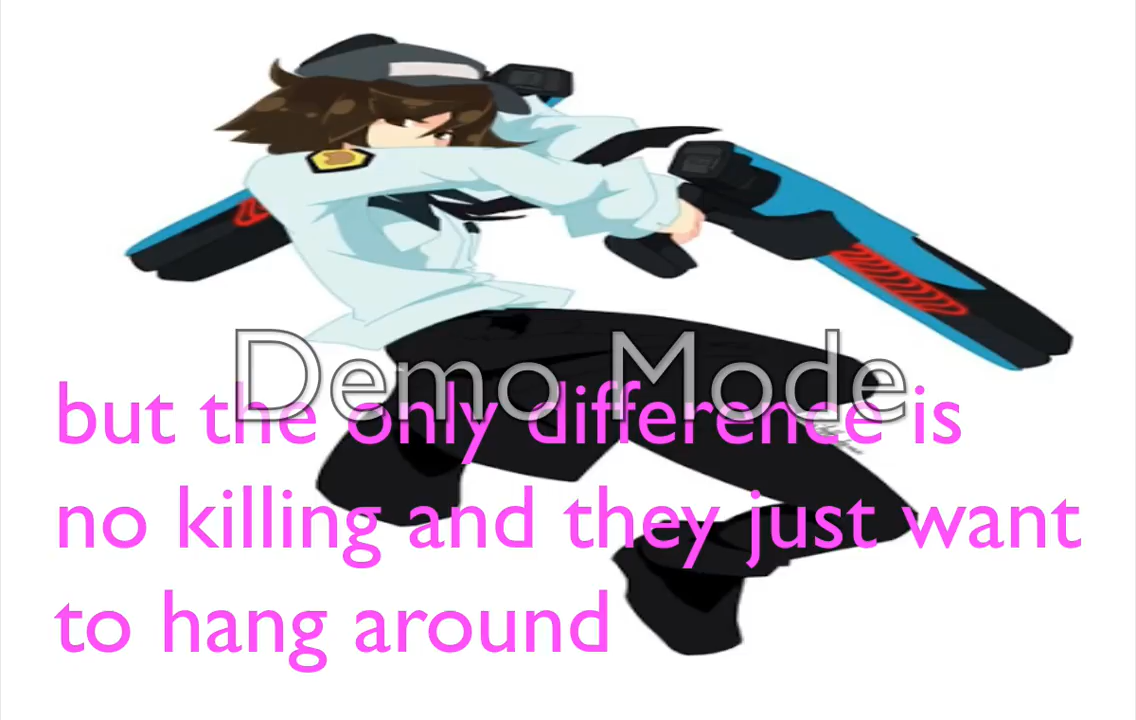 Demo Mode
but the only difference is
no killing and they just want
to hang around